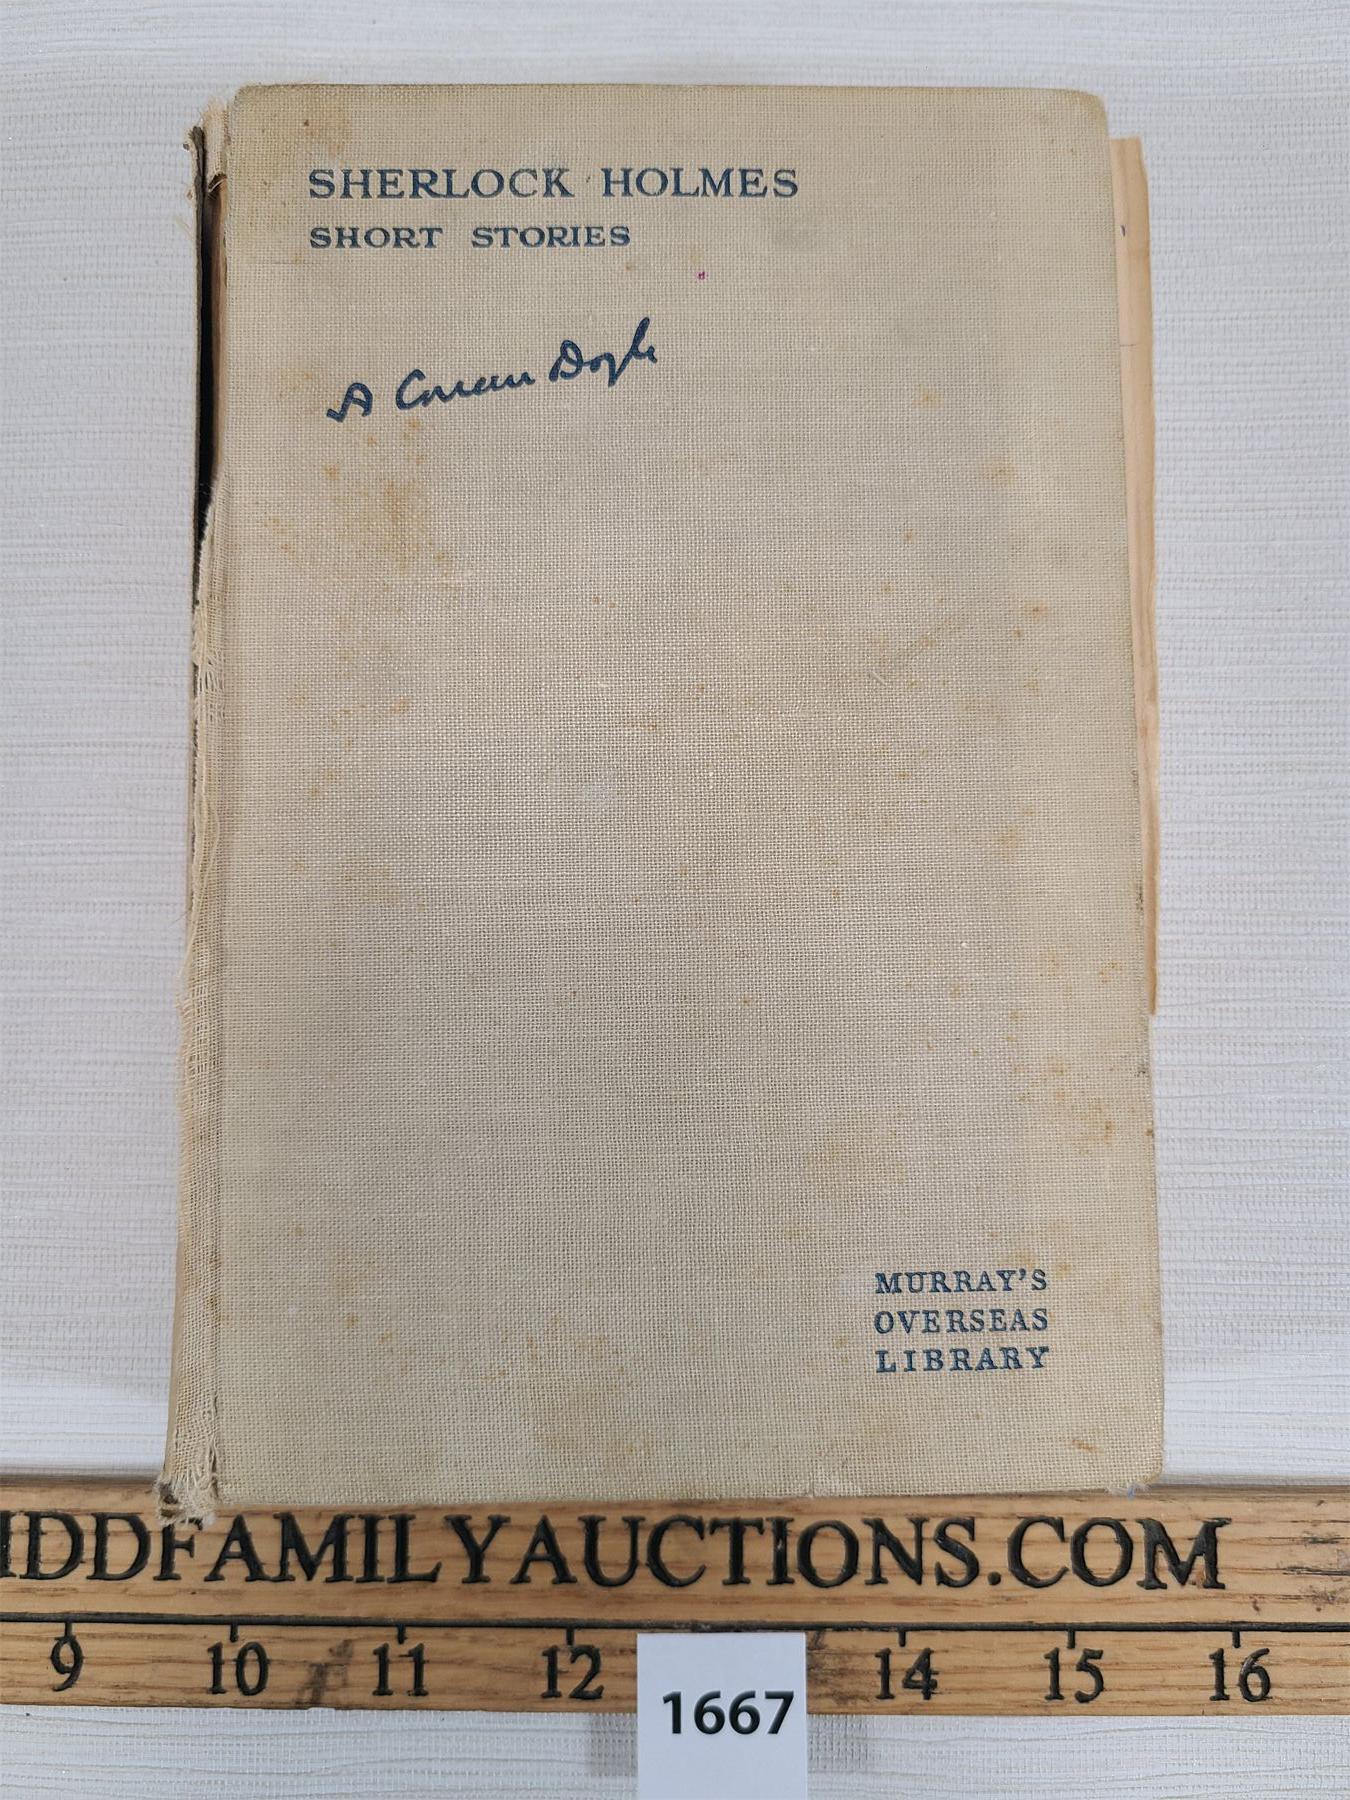 SHERLOCK HOLMES
SHORT STORIES
A Conan Doyle
MURRAY'S
OVERSEAS
LIBRARY
IDDFAMILYAUCTIONS.COM
9 10 11 12 14 15 16
1667